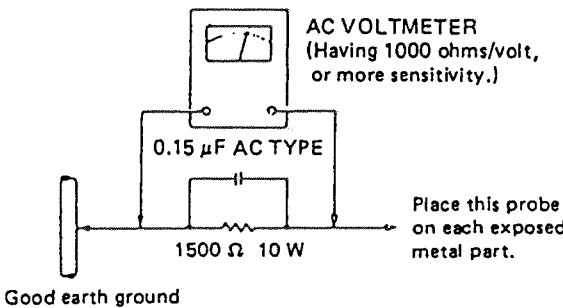 AC VOLTMETER
(Having 1000 ohms/volt,
or more sensitivity.)
0.15 μF AC TYPE
1500 Ω 10 W
Place this probe
on each exposed
metal part.
Good earth ground